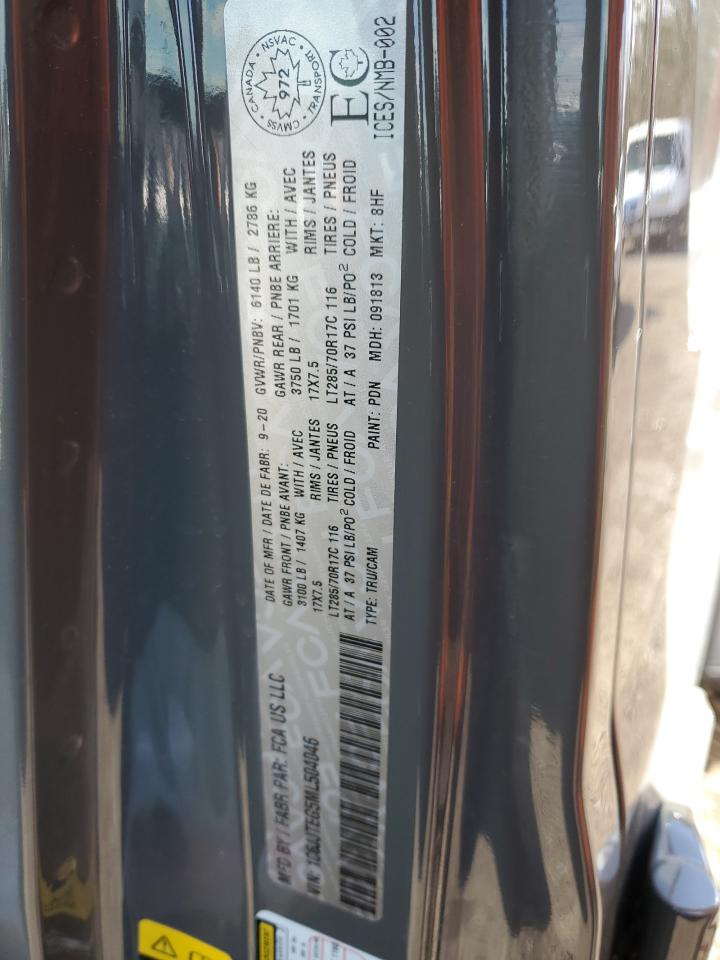 MFD BY / FABR PAR: FCA US LLC
DATE OF MFR / DATE DE FABR: 9-20
GVWR/PNBV: 6140 LB / 2786 KG
GAWR FRONT / PNBE AVANT:
3100 LB / 1407 KG WITH / AVEC
17X7.5 RIMS / JANTES
LT285/70R17C 116 TIRES / PNEUS
AT / A 37 PSI LB/PO² COLD / FROID
GAWR REAR / PNBE ARRIERE:
3750 LB / 1701 KG WITH / AVEC
17X7.5 RIMS / JANTES
LT285/70R17C 116 TIRES / PNEUS
AT / A 37 PSI LB/PO² COLD / FROID
VIN: 1C6JJTEG5ML504046
TYPE: TRU/CAM
PAINT: PDN MDH: 091813 MKT: 8HF
CANADA NSVAC TRANSPORT CMVSS
972
EC
ICES/NMB-002